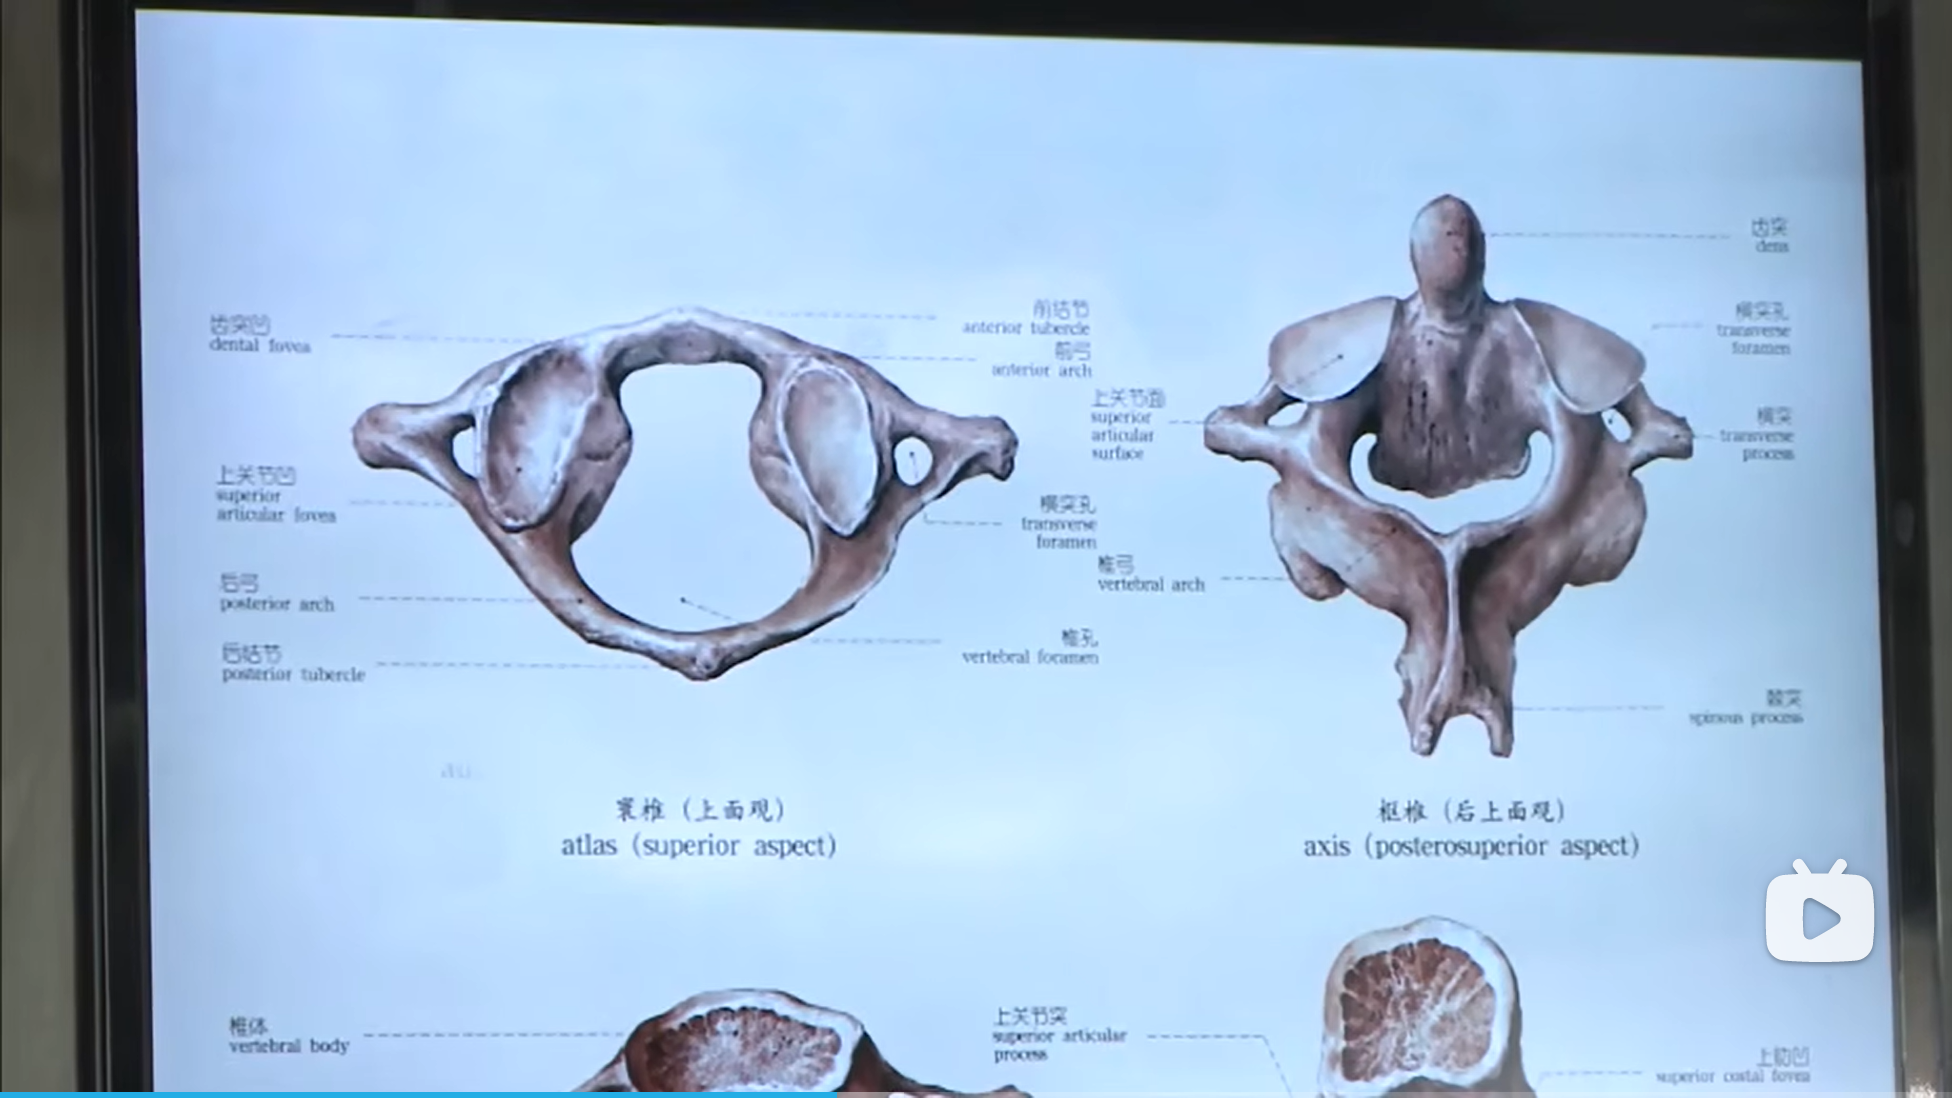 齿突凹
dental fovea
上关节凹
superior
articular fovea
后弓
posterior arch
后结节
posterior tubercle
前结节
anterior tubercle
前弓
anterior arch
横突孔
transverse
foramen
椎孔
vertebral foramen
寰椎（上面观）
atlas (superior aspect)
齿突
dens
横突孔
transverse
foramen
上关节面
superior
articular
surface
横突
transverse
process
椎弓
vertebral arch
棘突
spinous process
枢椎（后上面观）
axis (posterosuperior aspect)
椎体
vertebral body
上关节突
superior articular
process
上肋凹
superior costal fovea